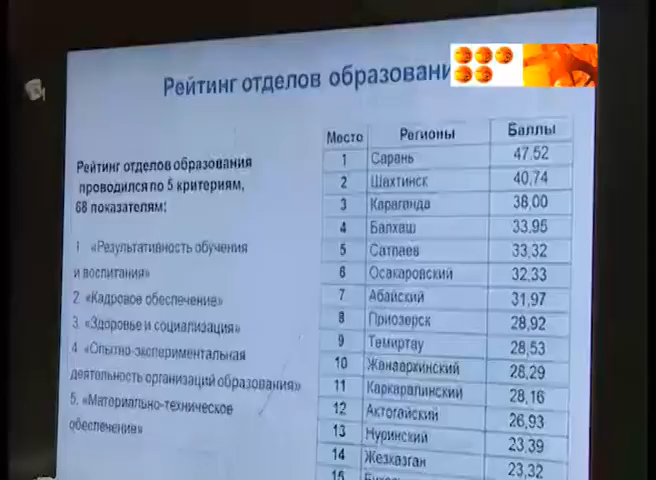 Рейтинг отделов образовани
Рейтинг отделов образования
проводился по 5 критериям,
68 показателям:
1 «Результативность обучения
и воспитания»
2 «Кадровое обеспечение»
3. «Здоровье и социализация»
4 «Опытно-экспериментальная
деятельность организаций образования»
5. «Материально-техническое
обеспечение»
Место Регионы Баллы
1 Сарань 47.52
2 Шахтинск 40,74
3 Караганда 38,00
4 Балхаш 33.95
5 Сатпаев 33,32
6 Осакаровский 32,33
7 Абайский 31,97
8 Приозерск 28,92
9 Темиртау 28,53
10 Жанааркинский 28,29
11 Каркаралинский 28,16
12 Актогайский 26,93
13 Нуринский 23,39
14 Жезказган 23,32
15